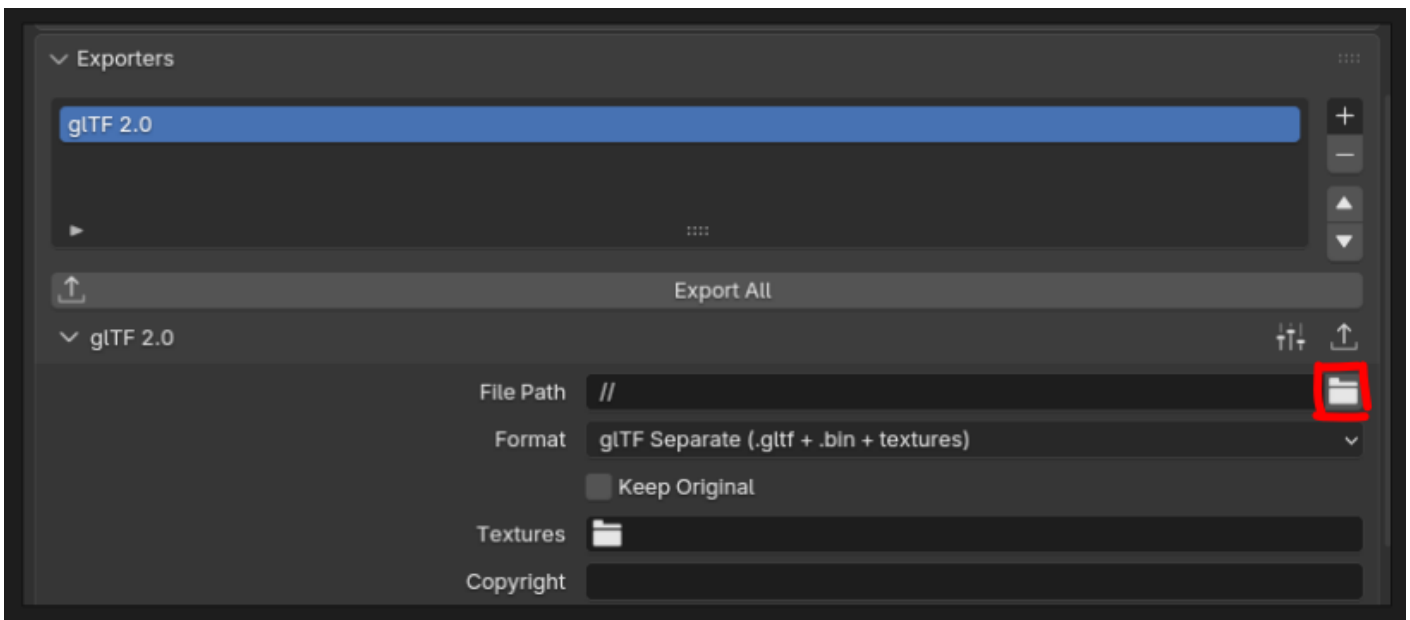 Exporters
glTF 2.0
Export All
glTF 2.0
File Path //
Format glTF Separate (.gltf + .bin + textures)
Keep Original
Textures
Copyright